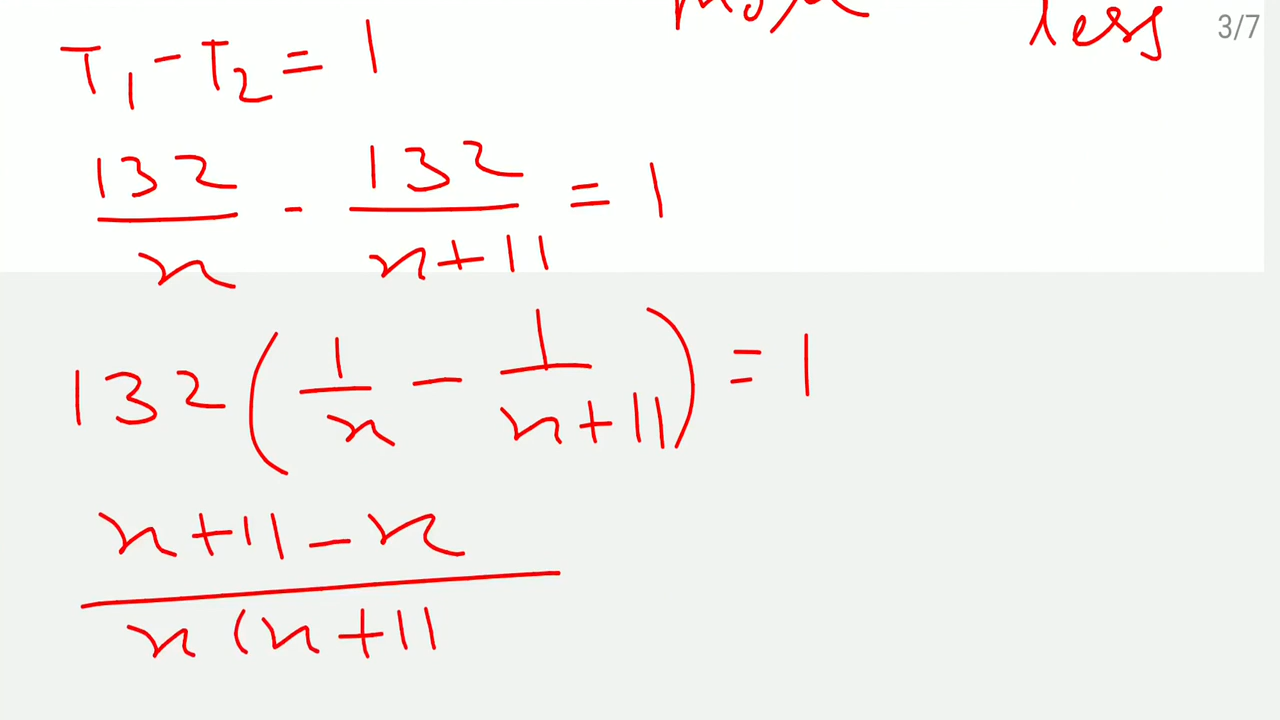 less 3/7
T₁ - T₂ = 1
132/x - 132/(x+11) = 1
132 (1/x - 1/(x+11)) = 1
x+11-x
x (x+11